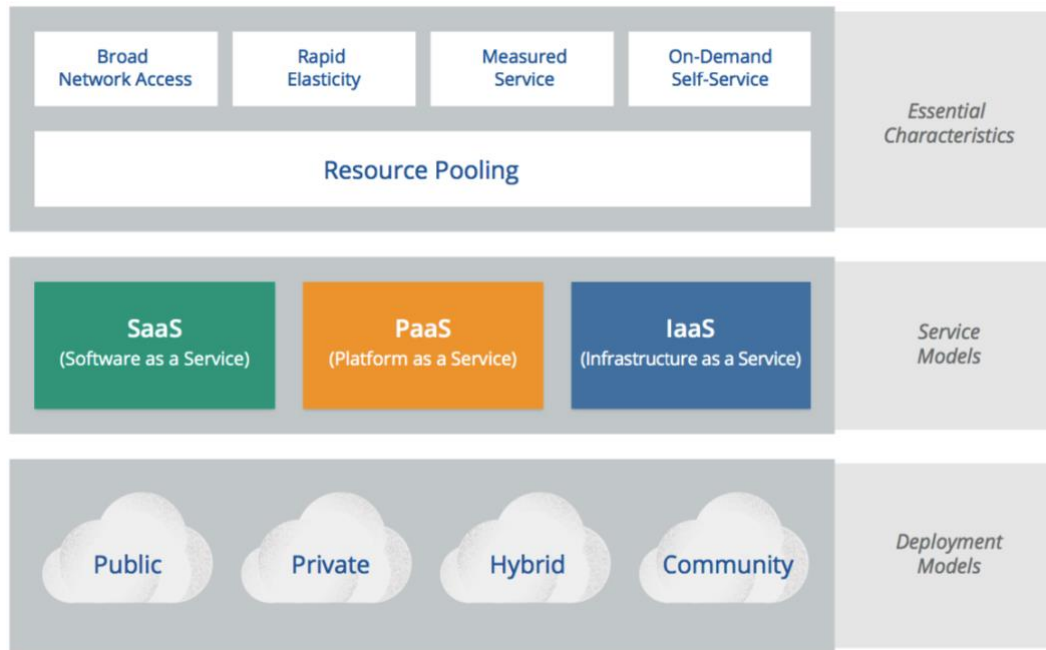 Broad
Network Access
Rapid
Elasticity
Measured
Service
On-Demand
Self-Service
Resource Pooling
Essential
Characteristics
SaaS
(Software as a Service)
PaaS
(Platform as a Service)
IaaS
(Infrastructure as a Service)
Service
Models
Public
Private
Hybrid
Community
Deployment
Models